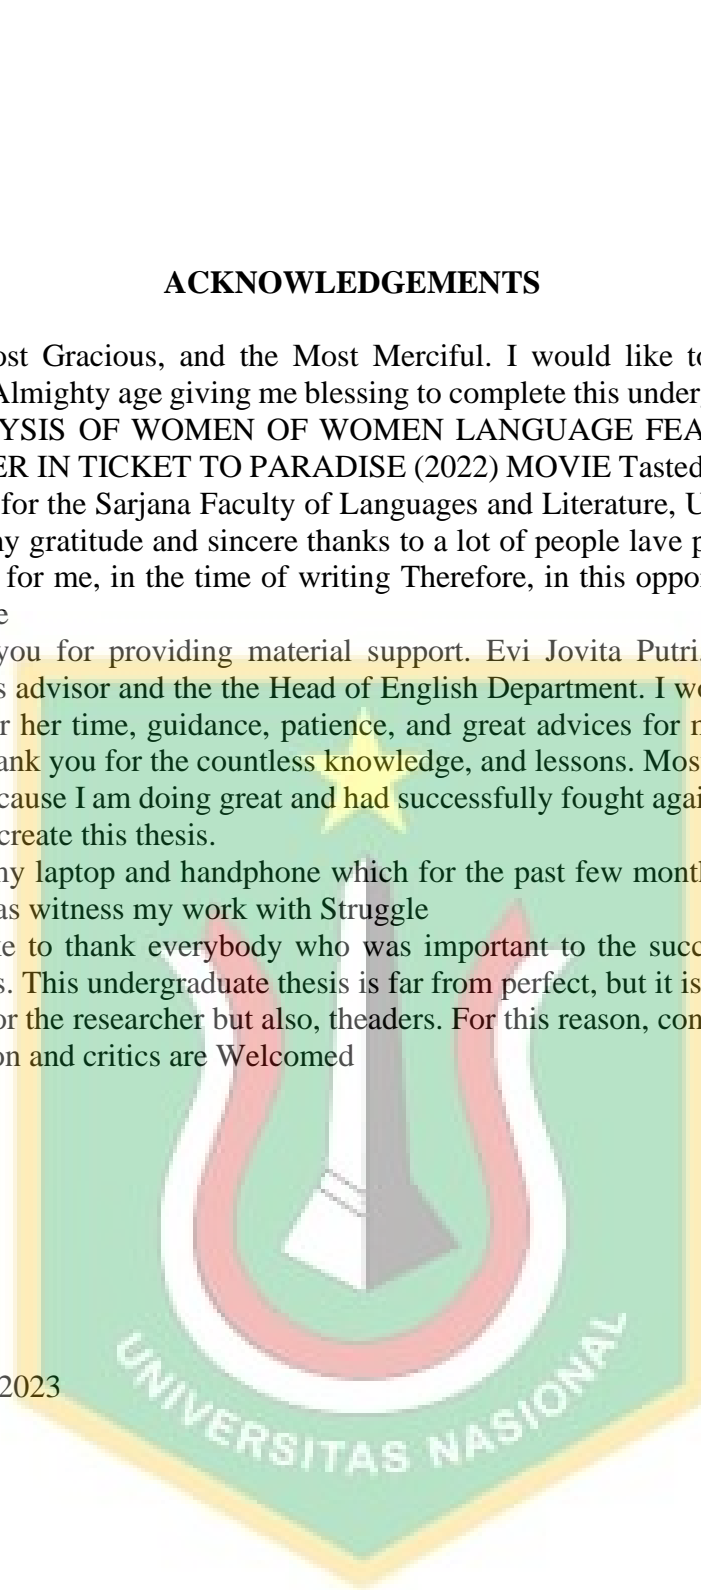 ACKNOWLEDGEMENTS
ost Gracious, and the Most Merciful. I would like to
Almighty age giving me blessing to complete this under
YSIS OF WOMEN OF WOMEN LANGUAGE FEA
ER IN TICKET TO PARADISE (2022) MOVIE Tasted
for the Sarjana Faculty of Languages and Literature, U
ny gratitude and sincere thanks to a lot of people lave p
for me, in the time of writing Therefore, in this oppor
e
you for providing material support. Evi Jovita Putri,
s advisor and the the Head of English Department. I wo
r her time, guidance, patience, and great advices for m
ank you for the countless knowledge, and lessons. Mos
cause I am doing great and had successfully fought agai
create this thesis.
ny laptop and handphone which for the past few month
as witness my work with Struggle
ke to thank everybody who was important to the succ
s. This undergraduate thesis is far from perfect, but it is
or the researcher but also, theaders. For this reason, con
on and critics are Welcomed
2023
UNIVERSITAS NASIONAL